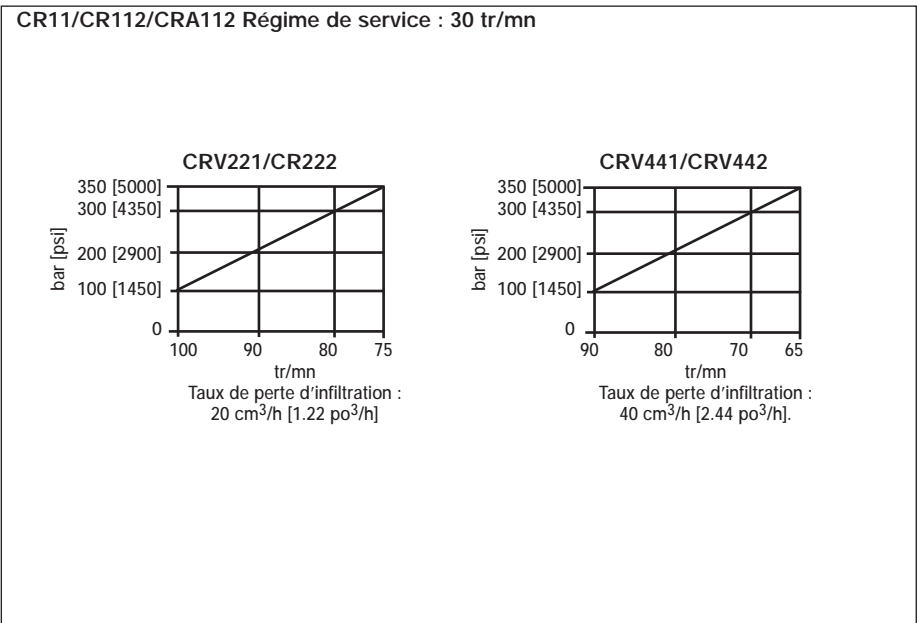 CR11/CR112/CRA112 Régime de service : 30 tr/mn
CRV221/CR222
350 [5000]
300 [4350]
200 [2900]
100 [1450]
0
bar [psi]
100 90 80 75
tr/mn
Taux de perte d’infiltration :
20 cm³/h [1.22 po³/h]
CRV441/CRV442
350 [5000]
300 [4350]
200 [2900]
100 [1450]
0
bar [psi]
90 80 70 65
tr/mn
Taux de perte d’infiltration :
40 cm³/h [2.44 po³/h].